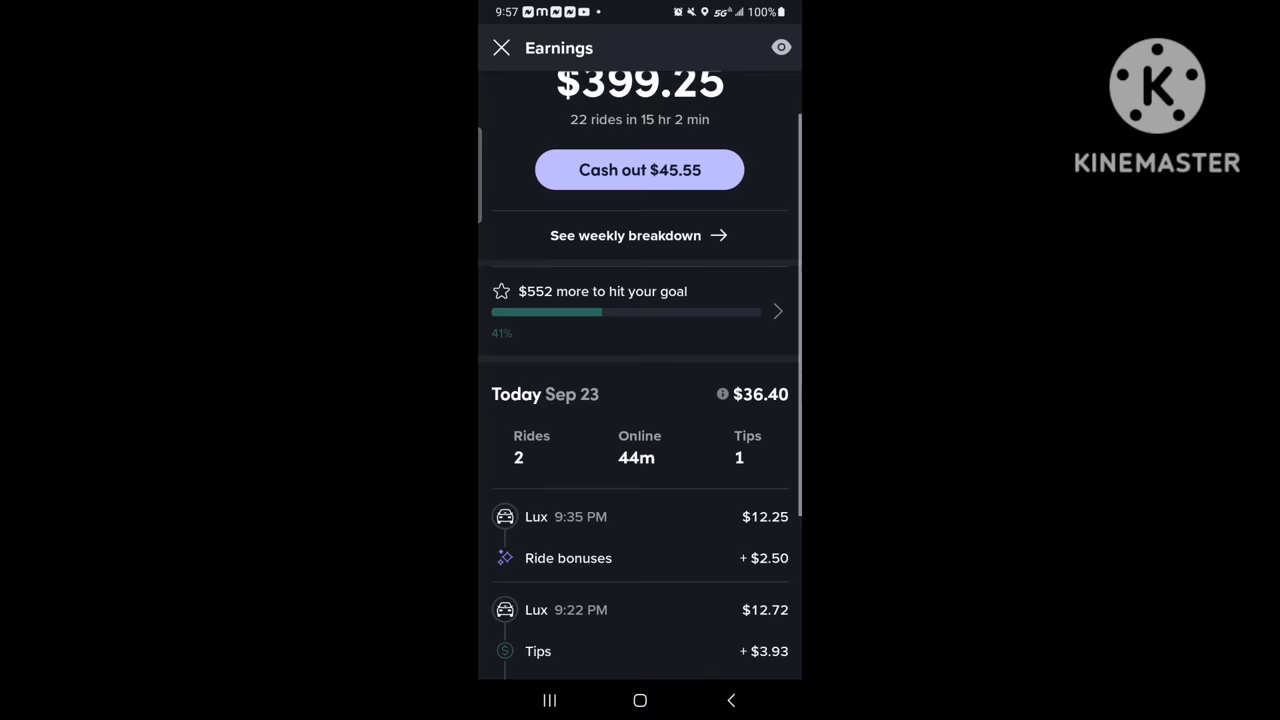 9:57 5G 100%
Earnings
$399.25
22 rides in 15 hr 2 min
Cash out $45.55
See weekly breakdown
$552 more to hit your goal
41%
Today Sep 23 $36.40
Rides Online Tips
2 44m 1
Lux 9:35 PM $12.25
Ride bonuses + $2.50
Lux 9:22 PM $12.72
Tips + $3.93
K
KINEMASTER